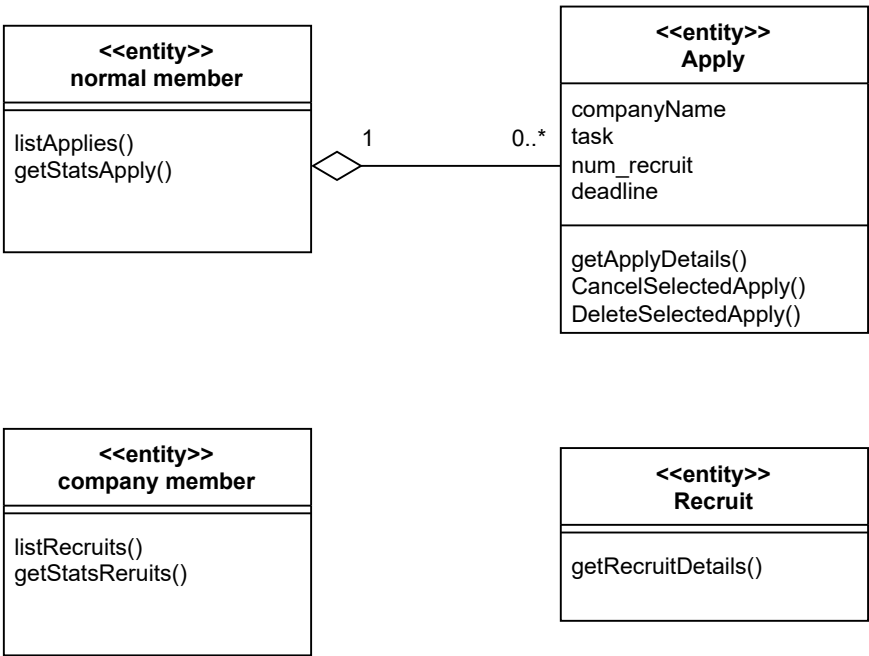 <<entity>>
normal member
listApplies()
getStatsApply()
1
0..*
<<entity>>
Apply
companyName
task
num_recruit
deadline
getApplyDetails()
CancelSelectedApply()
DeleteSelectedApply()
<<entity>>
company member
listRecruits()
getStatsReruits()
<<entity>>
Recruit
getRecruitDetails()